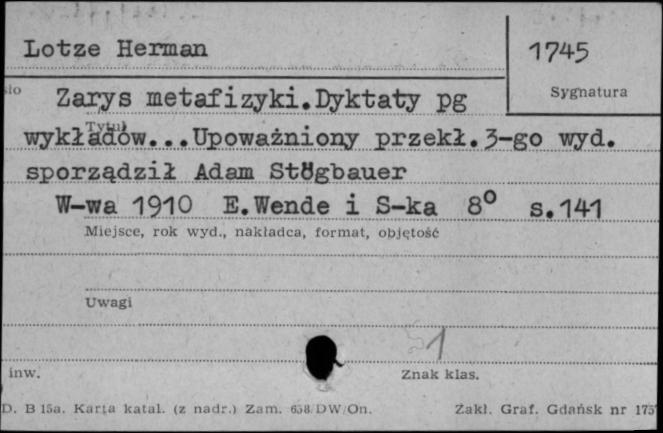 Lotze Herman
1745
Sygnatura
sło
Zarys metafizyki.Dyktaty pg
Tytuł
wykładów...Upoważniony przekł.3-go wyd.
sporządził Adam Stögbauer
W-wa 1910 E.Wende i S-ka 8° s.141
Miejsce, rok wyd., nakładca, format, objętość
Uwagi
1
inw.
Znak klas.
D. B 15a. Karta katal. (z nadr.) Zam. 658/DW/On.
Zakł. Graf. Gdańsk nr 175